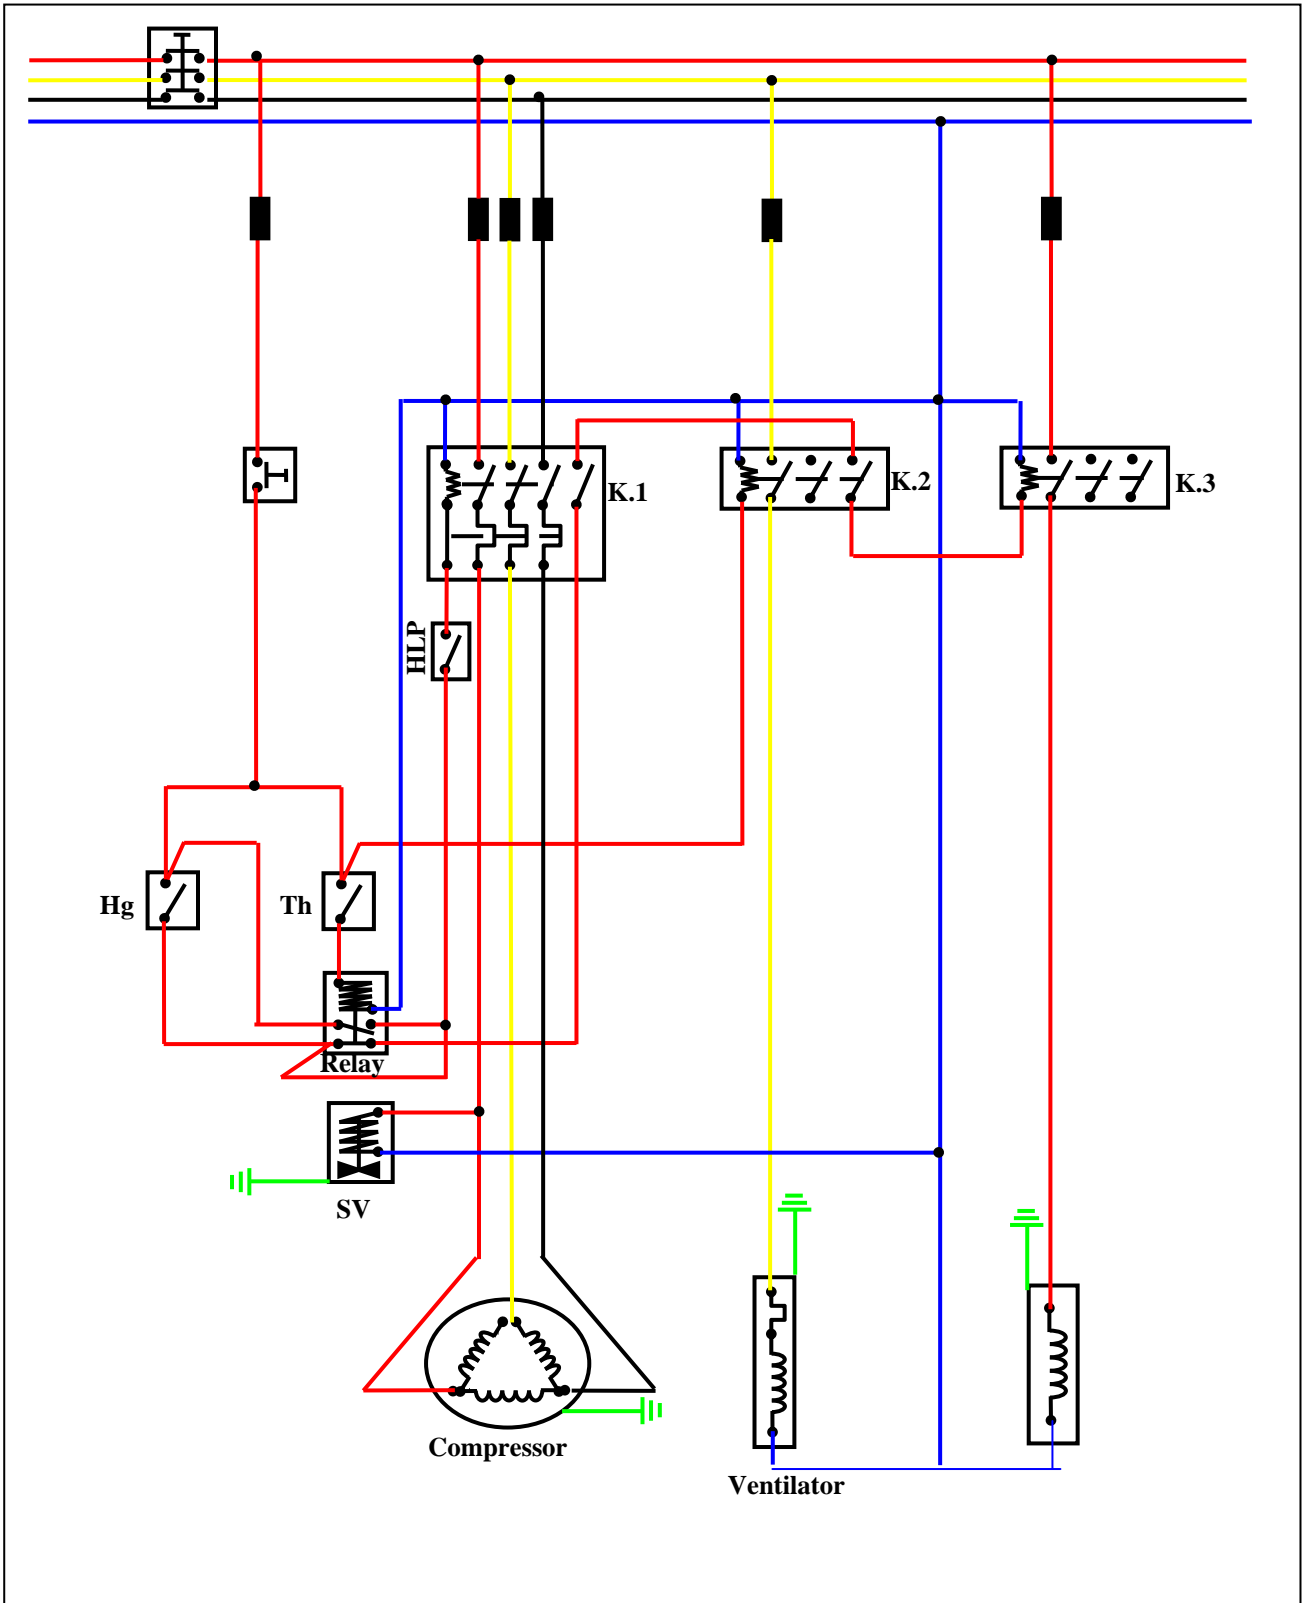 K.1
K.2
K.3
HLP
Hg
Th
Relay
SV
Compressor
Ventilator